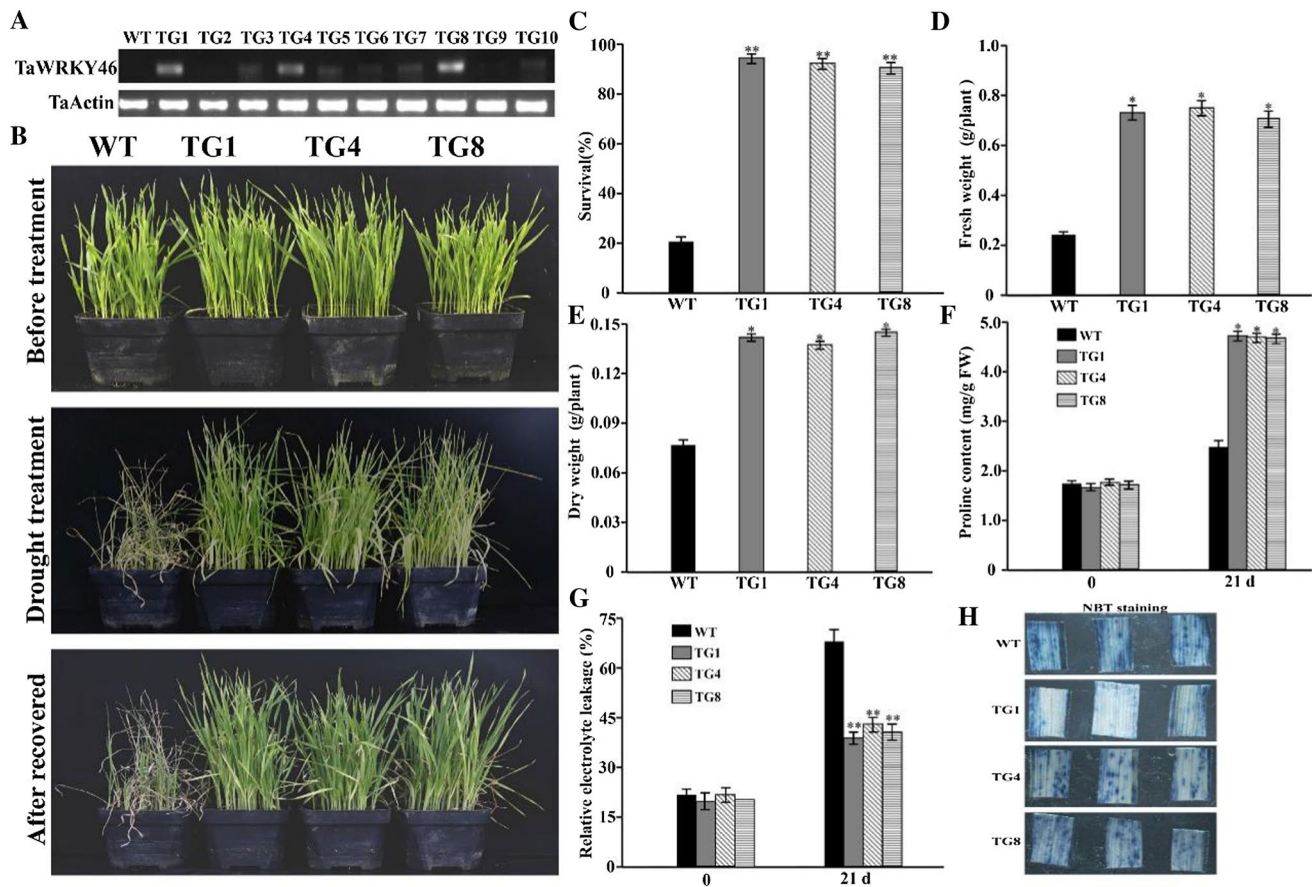 A
WT TG1 TG2 TG3 TG4 TG5 TG6 TG7 TG8 TG9 TG10
TaWRKY46
TaActin
B
WT TG1 TG4 TG8
Before treatment
Drought treatment
After recovered
C
Survival(%)
100
80
60
40
20
0
** ** **
WT TG1 TG4 TG8
D
Fresh weight (g/plant)
1.0
0.8
0.6
0.4
0.2
0
* * *
WT TG1 TG4 TG8
E
Dry weight (g/plant)
0.15
0.12
0.09
0.06
0.03
0
* * *
WT TG1 TG4 TG8
F
Proline content (mg/g FW)
5.0
4.0
3.0
2.0
1.0
0
WT
TG1
TG4
TG8
* * *
0 21 d
G
Relative electrolyte leakage (%)
75
60
45
30
15
0
WT
TG1
TG4
TG8
** ** **
0 21 d
H
NBT staining
WT
TG1
TG4
TG8